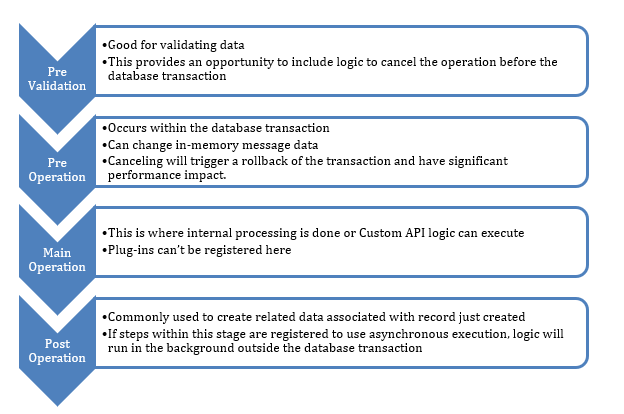 Pre
Validation
•Good for validating data
•This provides an opportunity to include logic to cancel the operation before the
database transaction
Pre
Operation
•Occurs within the database transaction
•Can change in-memory message data
•Canceling will trigger a rollback of the transaction and have significant
performance impact.
Main
Operation
•This is where internal processing is done or Custom API logic can execute
•Plug-ins can't be registered here
Post
Operation
•Commonly used to create related data associated with record just created
•If steps within this stage are registered to use asynchronous execution, logic will
run in the background outside the database transaction